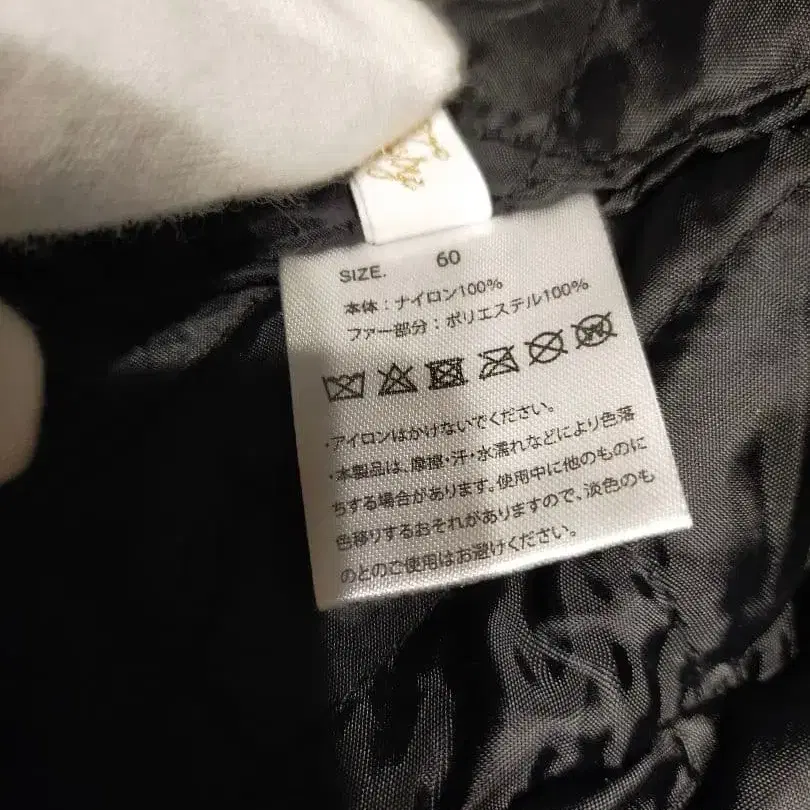 SIZE. 60
本体：ナイロン100%
ファー部分：ポリエステル100%
・アイロンはかけないでください。
・本製品は、摩擦・汗・水濡れなどにより色落
ちする場合があります。使用中に他のものに
色移りするおそれがありますので、淡色のも
のとのご使用はお避けください。